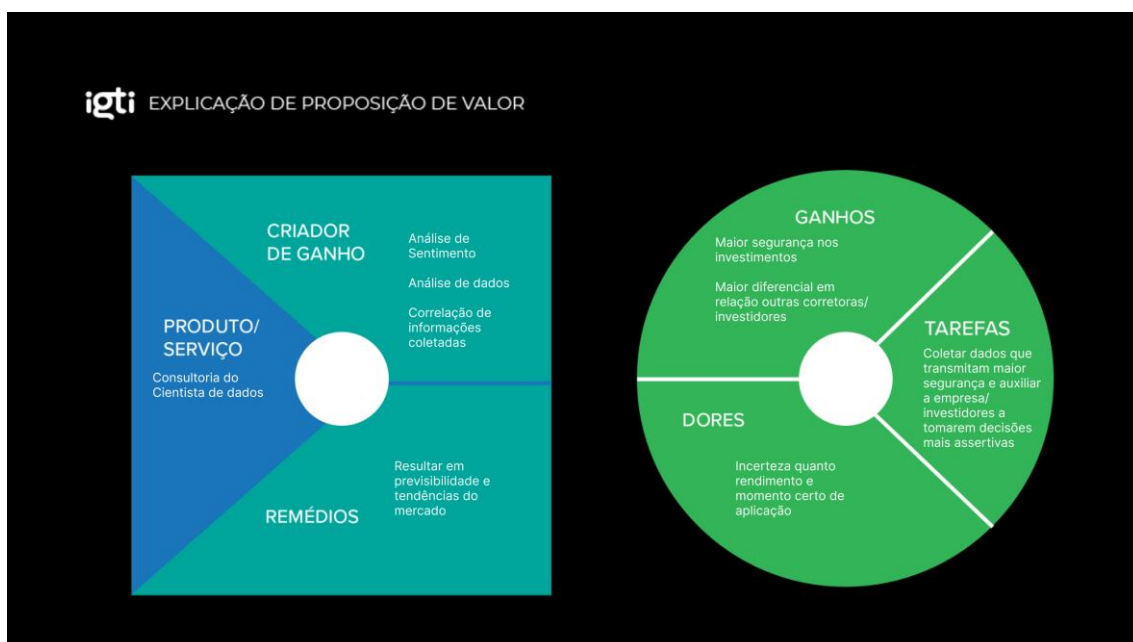 igti EXPLICAÇÃO DE PROPOSIÇÃO DE VALOR
CRIADOR
DE GANHO
Análise de
Sentimento
Análise de dados
Correlação de
informações
coletadas
PRODUTO/
SERVIÇO
Consultoria do
Cientista de dados
REMÉDIOS
Resultar em
previsibilidade e
tendências do
mercado
GANHOS
Maior segurança nos
investimentos
Maior diferencial em
relação outras corretoras/
investidores
TAREFAS
Coletar dados que
transmitam maior
segurança e auxiliar
a empresa/
investidores a
tomarem decisões
mais assertivas
DORES
Incerteza quanto
rendimento e
momento certo de
aplicação